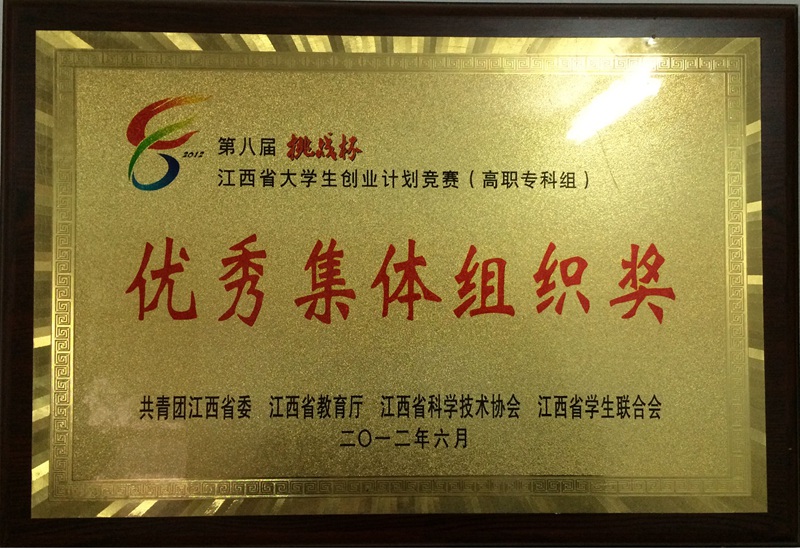 2012
第八届 挑战杯
江西省大学生创业计划竞赛（高职专科组）
优秀集体组织奖
共青团江西省委 江西省教育厅 江西省科学技术协会 江西省学生联合会
二〇一二年六月